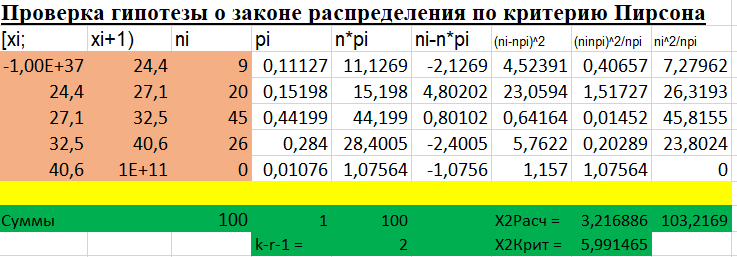 Проверка гипотезы о законе распределения по критерию Пирсона
[xi; xi+1) ni pi n*pi ni-n*pi (ni-npi)^2 (ninpi)^2/npi ni^2/npi
-1,00E+37 24,4 9 0,11127 11,1269 -2,1269 4,52391 0,40657 7,27962
24,4 27,1 20 0,15198 15,198 4,80202 23,0594 1,51727 26,3193
27,1 32,5 45 0,44199 44,199 0,80102 0,64164 0,01452 45,8155
32,5 40,6 26 0,284 28,4005 -2,4005 5,7622 0,20289 23,8024
40,6 1E+11 0 0,01076 1,07564 -1,0756 1,157 1,07564 0
Суммы 100 1 100 X2Расч = 3,216886 103,2169
k-r-1 = 2 X2Крит = 5,991465